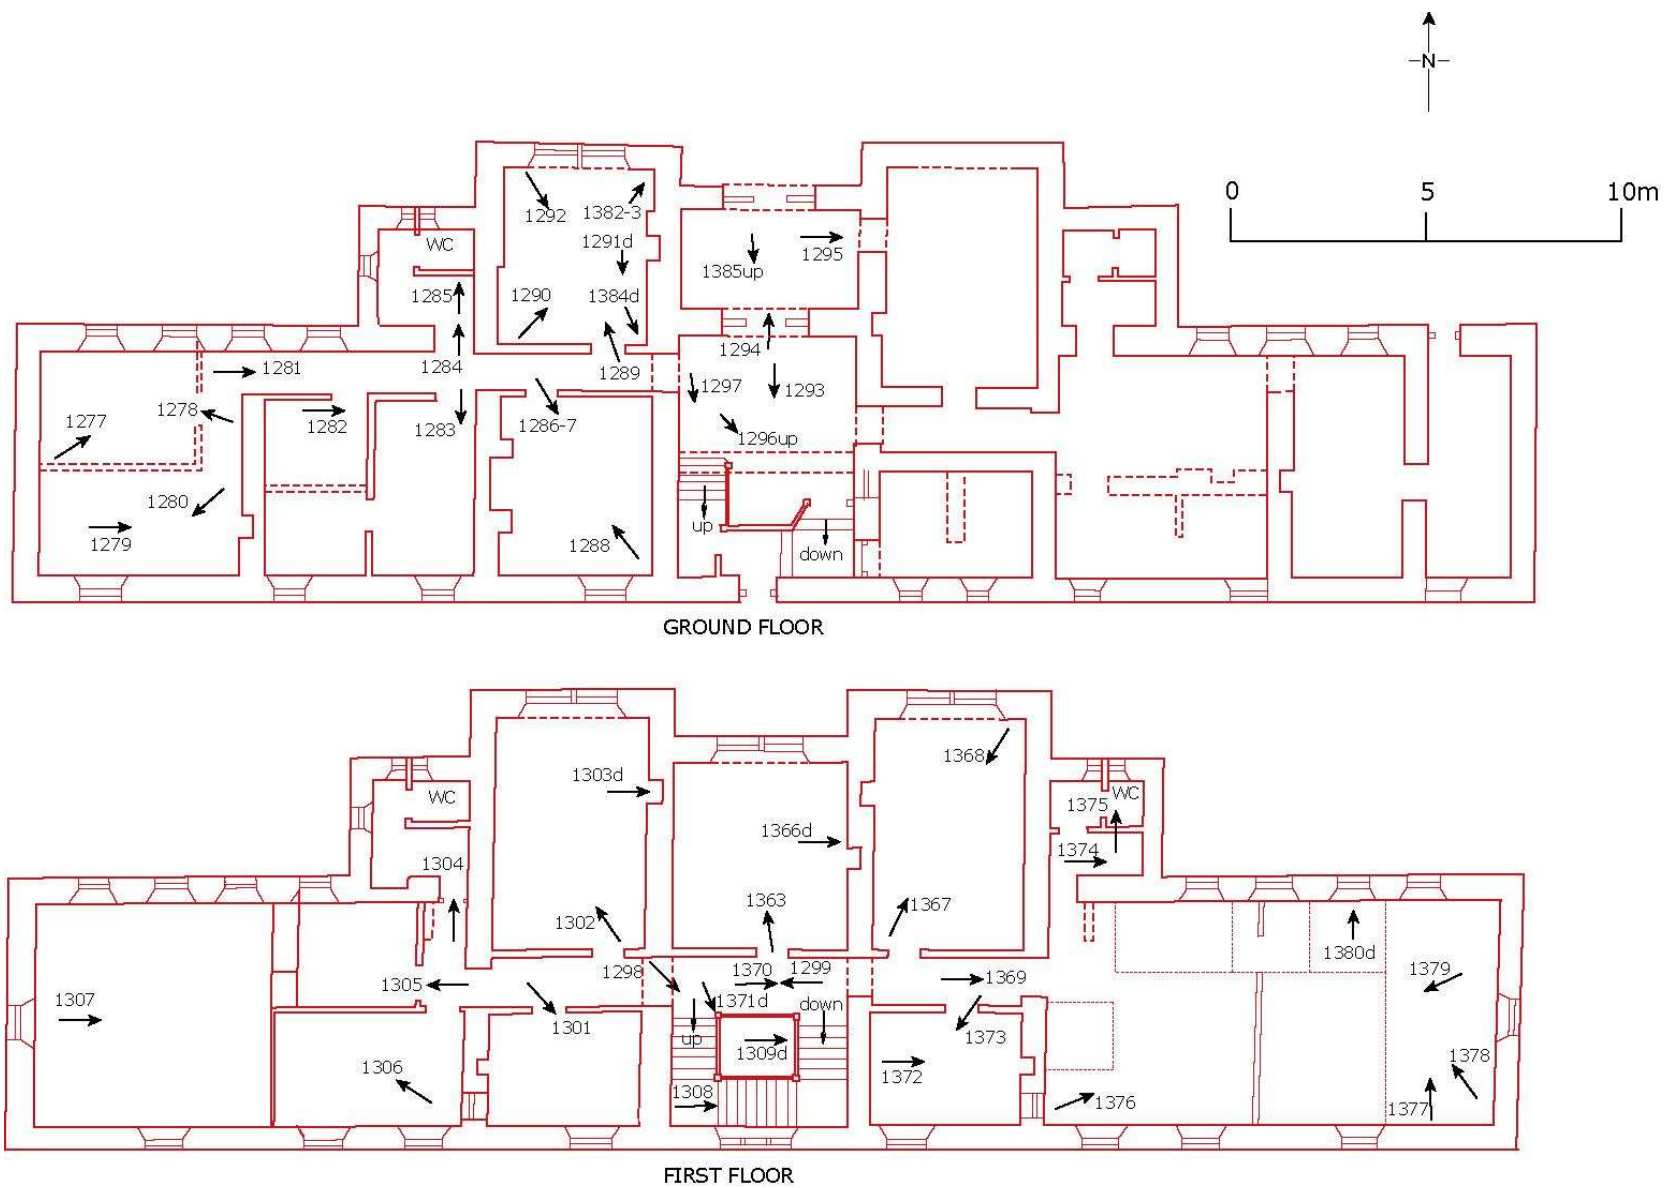 -N-
0 5 10m
1292 1382-3
WC 1291d 1295
1385up
1285 1290 1384d
1294
1281 1284 1289
1297 1293
1277 1278 1282 1283 1286-7
1296up
1280
up
1279 1288 down
GROUND FLOOR
1368
1303d
WC 1375 WC
1366d
1304 1374
1363 1367
1302
1380d
1298 1370 1299 1369 1379
1305
1307 1371d down
1301 up 1373
1309d 1378
1306 1372
1308 1376 1377
FIRST FLOOR